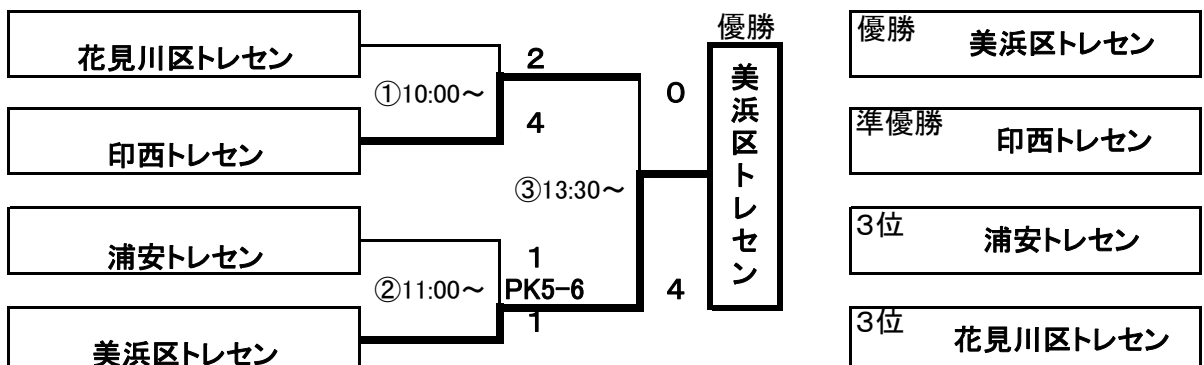 花見川区トレセン
印西トレセン
浦安トレセン
美浜区トレセン
①10:00～
2
4
②11:00～
1
PK5-6
1
③13:30～
0
4
優勝
美浜区トレセン
優勝 美浜区トレセン
準優勝 印西トレセン
3位 浦安トレセン
3位 花見川区トレセン